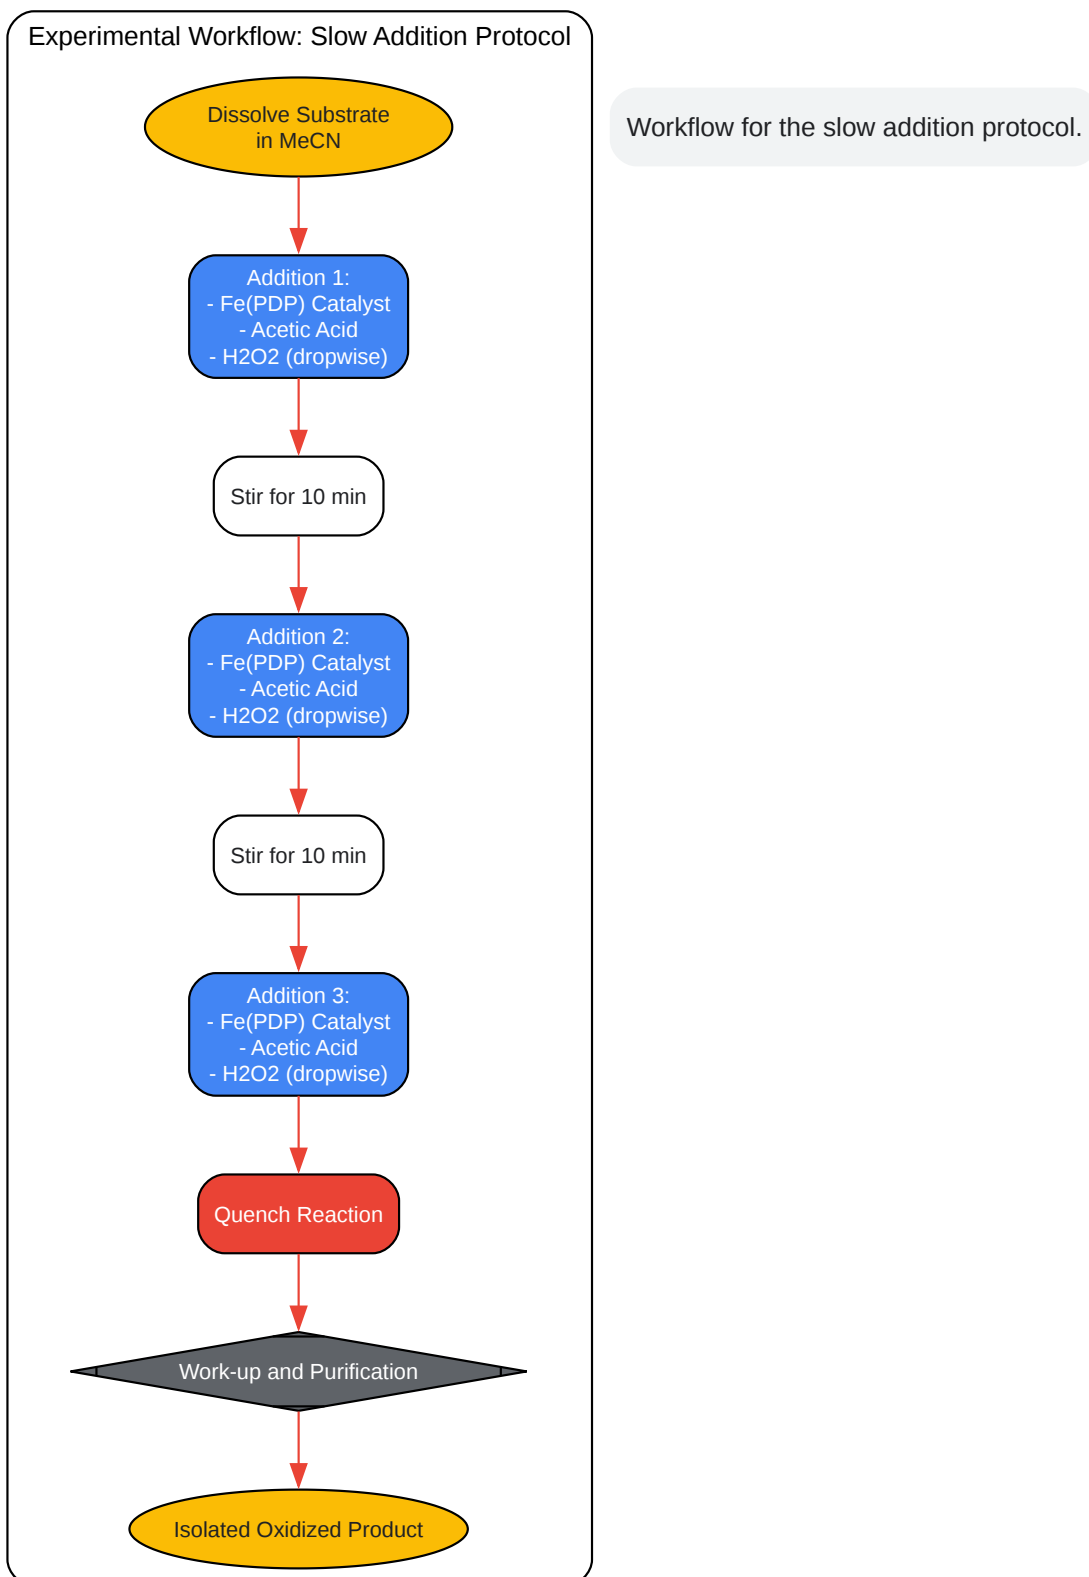 Experimental Workflow: Slow Addition Protocol
Dissolve Substrate
in MeCN
Workflow for the slow addition protocol.
Addition 1:
- Fe(PDP) Catalyst
- Acetic Acid
- H2O2 (dropwise)
Stir for 10 min
Addition 2:
- Fe(PDP) Catalyst
- Acetic Acid
- H2O2 (dropwise)
Stir for 10 min
Addition 3:
- Fe(PDP) Catalyst
- Acetic Acid
- H2O2 (dropwise)
Quench Reaction
Work-up and Purification
Isolated Oxidized Product